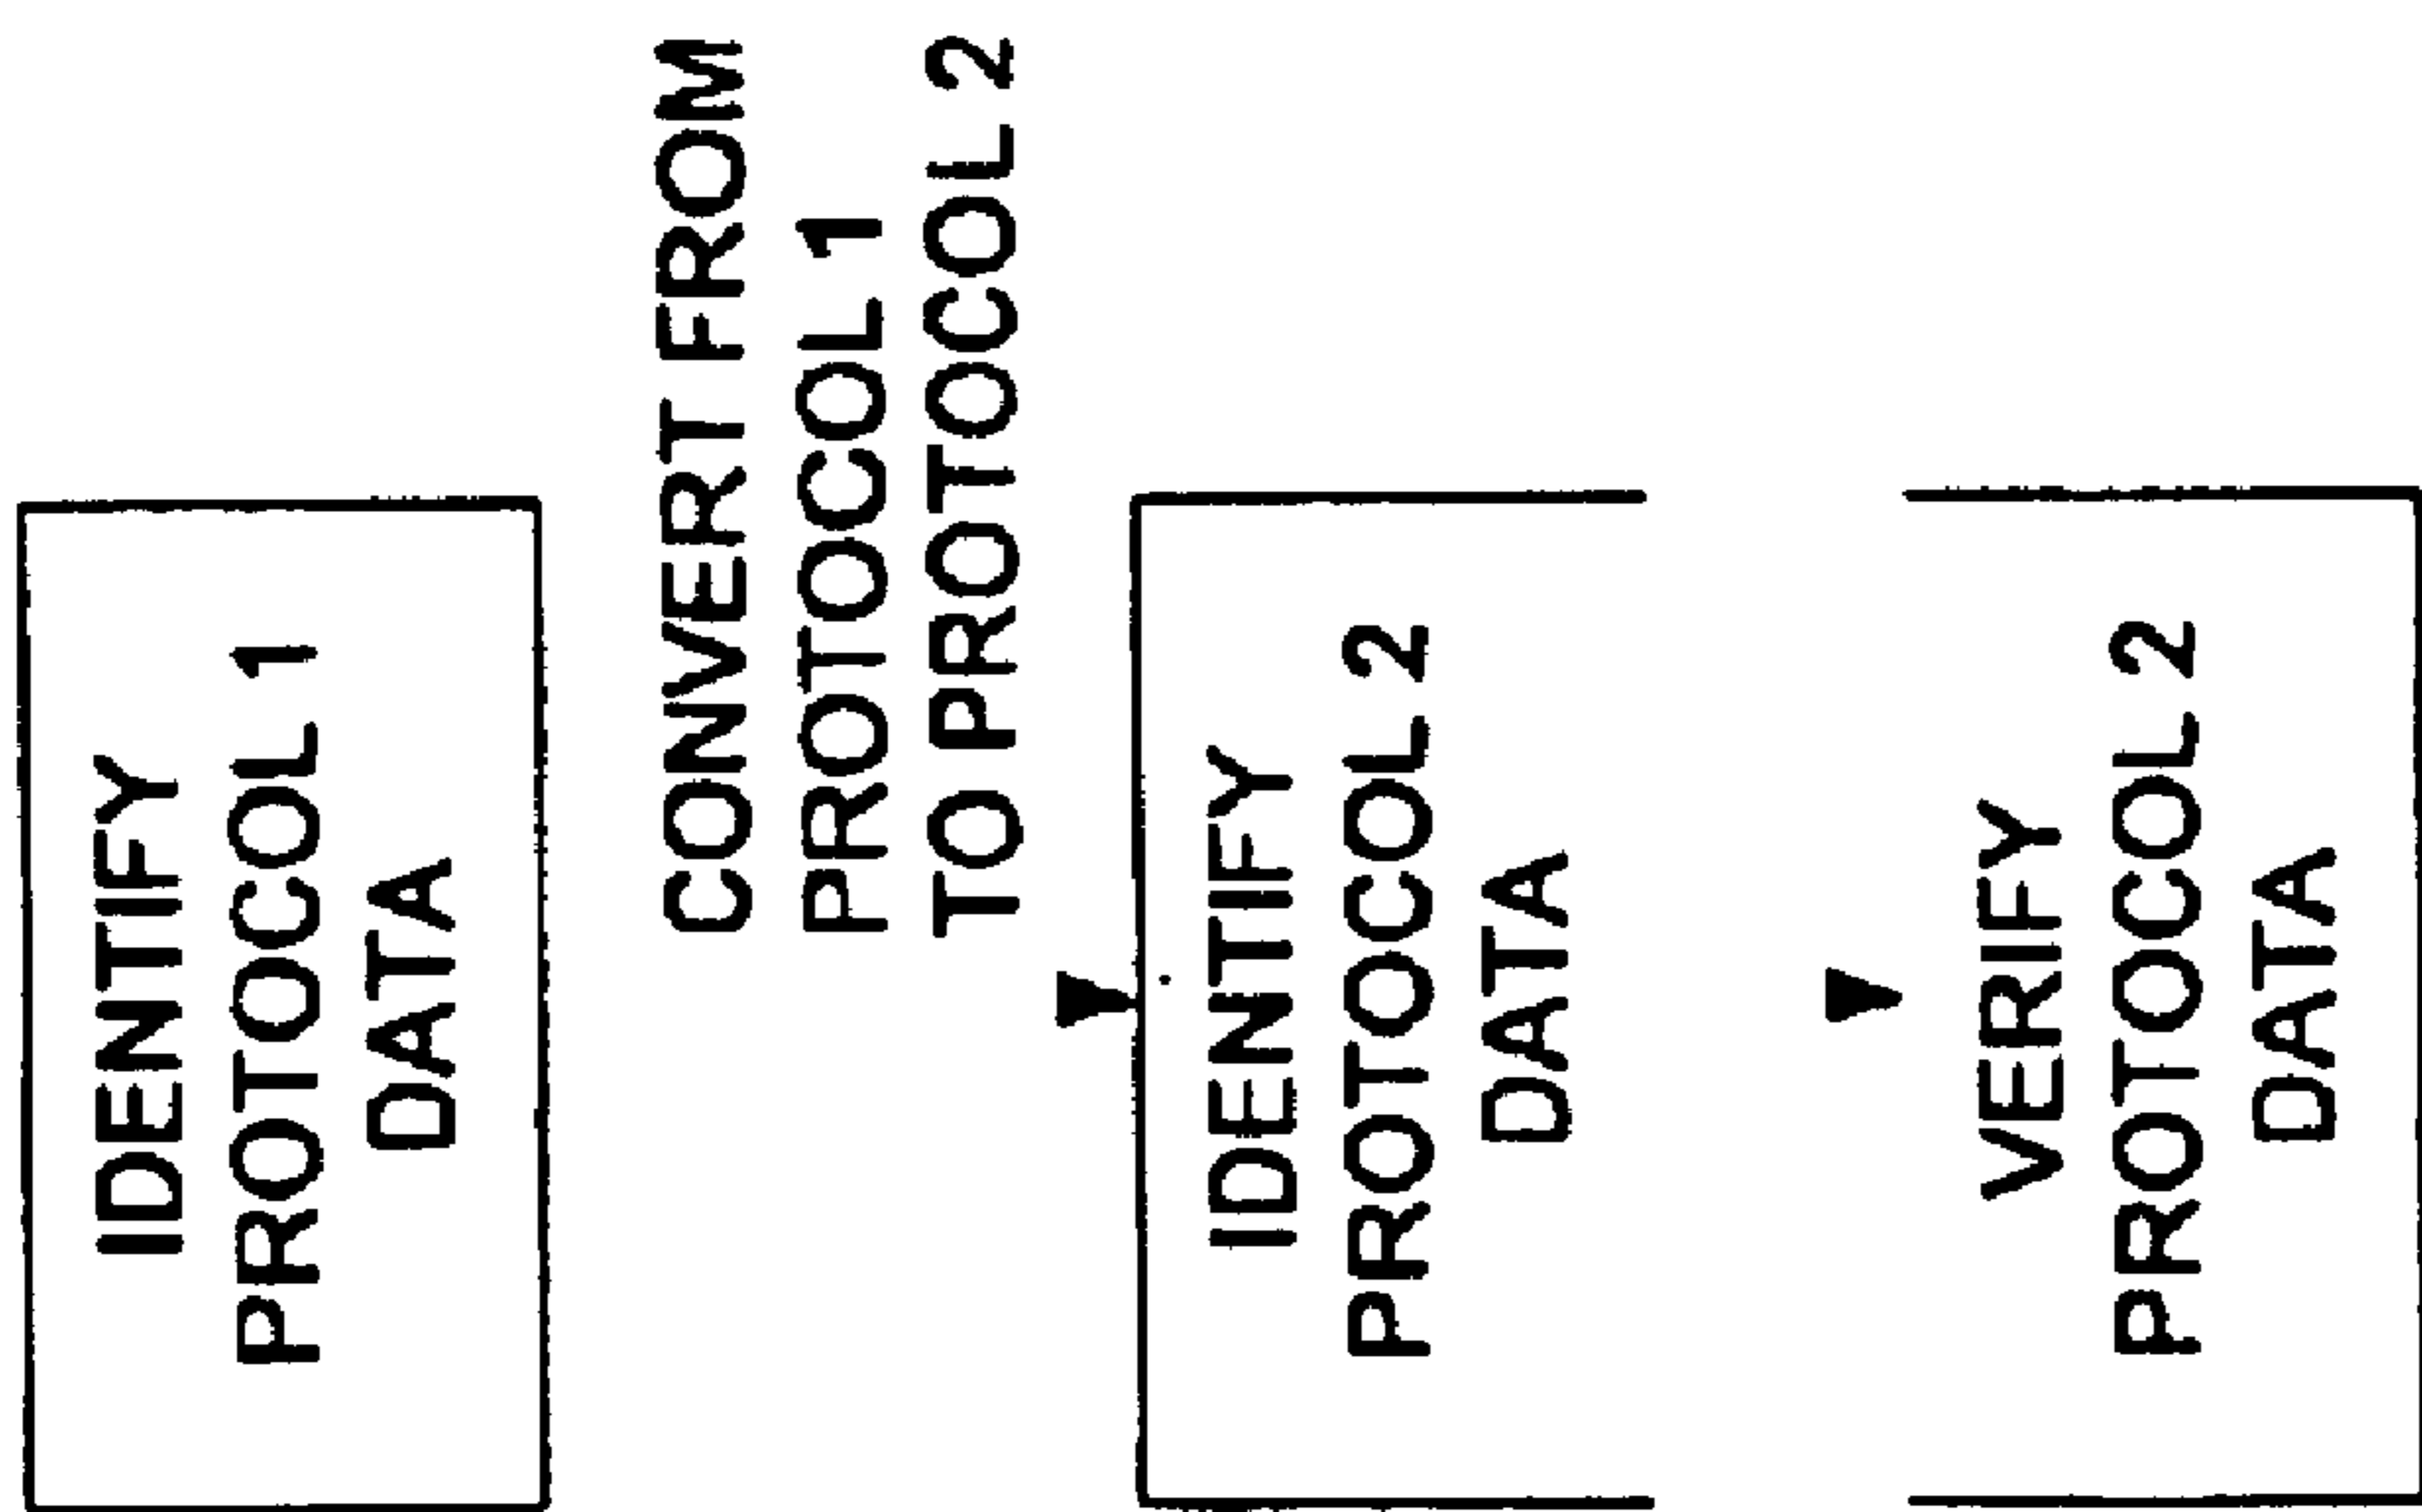 IDENTIFY
PROTOCOL 1
DATA
CONVERT FROM
PROTOCOL 1
TO PROTOCOL 2
IDENTIFY
PROTOCOL 2
DATA
VERIFY
PROTOCOL 2
DATA